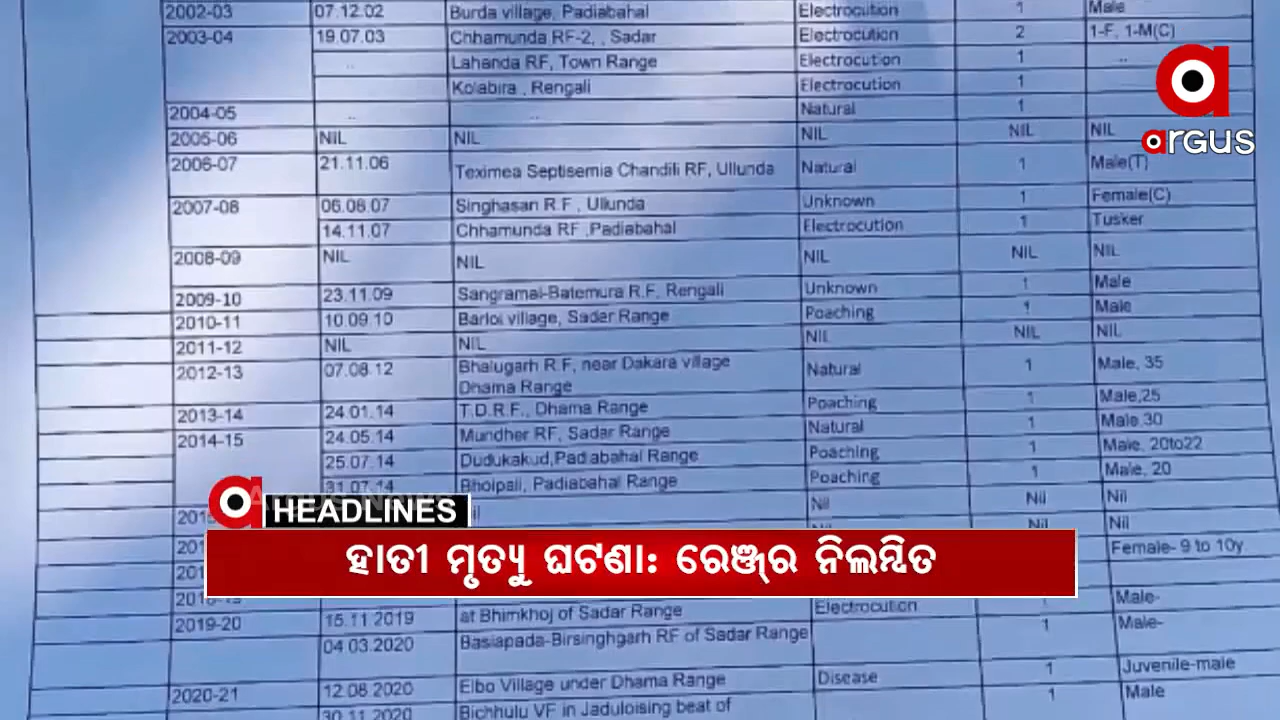 2002-03 07.12.02 Burda village, Padiabahal Electrocution 1 Male
2003-04 19.07.03 Chhamunda RF-2, , Sadar Electrocution 2 1-F, 1-M(C)
.. Lahanda RF, Town Range Electrocution 1 ..
Kolabira , Rengali Electrocution 1
2004-05 .. .. Natural 1
2005-06 NIL NIL NIL NIL NIL
2006-07 21.11.06 Teximea Septisemia Chandili RF, Ullunda Natural 1 Male(T)
2007-08 06.08.07 Singhasan R.F , Ullunda Unknown 1 Female(C)
14.11.07 Chhamunda RF ,Padiabahal Electrocution 1 Tusker
2008-09 NIL NIL NIL NIL NIL
2009-10 23.11.09 Sangramal-Batemura R.F, Rengali Unknown 1 Male
2010-11 10.09.10 Barloi village, Sader Range Poaching 1 Male
2011-12 NIL NIL Nil NIL NIL
2012-13 07.08.12 Bhalugarh R.F, near Dakara village Natural 1 Male, 35
Dhama Range
2013-14 24.01.14 T.D.R.F., Dhama Range Poaching 1 Male,25
2014-15 24.05.14 Mundher RF, Sadar Range Natural 1 Male,30
25.07.14 Dudukakud,Padiabahal Range Poaching 1 Male, 20to22
31.07.14 Bhoipali, Padiabahal Range Poaching 1 Male, 20
Nil Nil Nil
Nil Nil
Female- 9 to 10y
Male-
2019-20 15.11 2019 at Bhimkhoj of Sadar Range Electrocution 1 Male-
04 03.2020 Basiapada-Birsinghgarh RF of Sadar Range
1 Juvenile-male
2020-21 12.08 2020 Elbo Village under Dhama Range Disease 1 Male
30.11 2020 Bichhulu VF in Jaduloising beat of
argus
HEADLINES
ହାତୀ ମୃତ୍ୟୁ ଘଟଣା: ରେଞ୍ଜର ନିଲମ୍ବିତ